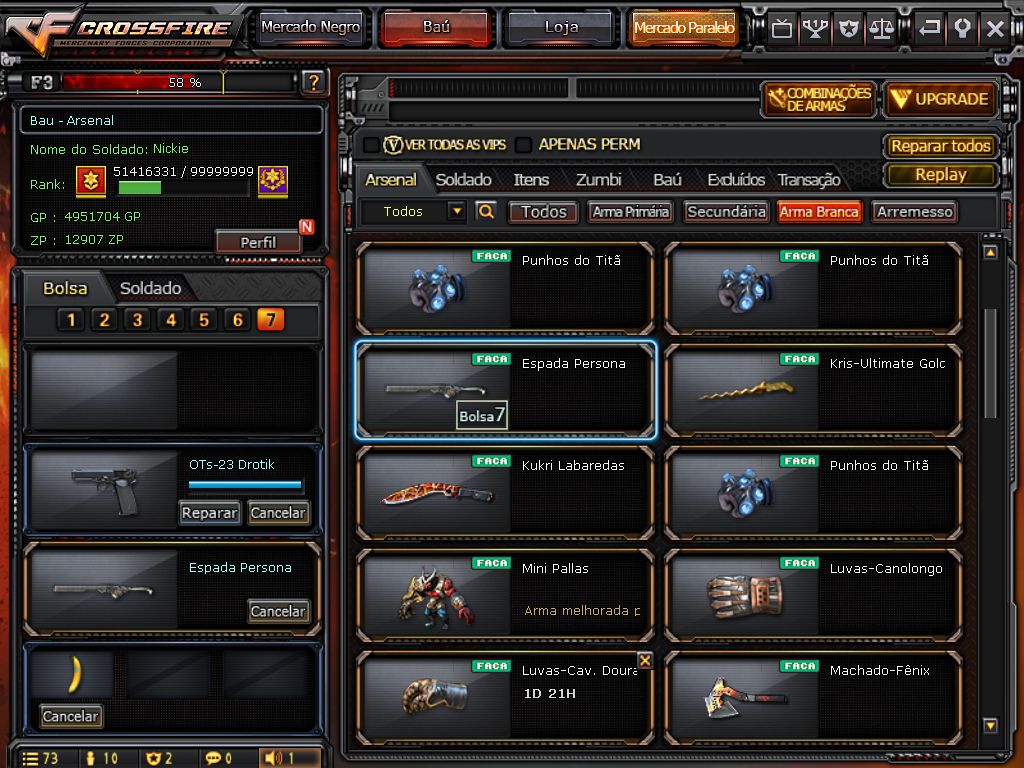 CROSSFIRE
MERCENARY FORCES CORPORATION
Mercado Negro
Baú
Loja
Mercado Paralelo
F3
58 %
?
Bau - Arsenal
Nome do Soldado: Nickie
Rank:
51416331 / 99999999
GP : 4951704 GP
ZP : 12907 ZP
Perfil
N
Bolsa
Soldado
1 2 3 4 5 6 7
OTs-23 Drotik
Reparar
Cancelar
Espada Persona
Cancelar
Cancelar
73
10
2
0
1
COMBINAÇÕES
DE ARMAS
UPGRADE
V
VER TODAS AS VIPS
APENAS PERM
Reparar todos
Replay
Arsenal
Soldado
Itens
Zumbi
Baú
Excluídos
Transação
Todos
Todos
Arma Primária
Secundária
Arma Branca
Arremesso
FACA
Punhos do Titã
FACA
Punhos do Titã
FACA
Espada Persona
Bolsa7
FACA
Kris-Ultimate Golc
FACA
Kukri Labaredas
FACA
Punhos do Titã
FACA
Mini Pallas
Arma melhorada p
FACA
Luvas-Canolongo
FACA
Luvas-Cav. Doura
1D 21H
FACA
Machado-Fênix